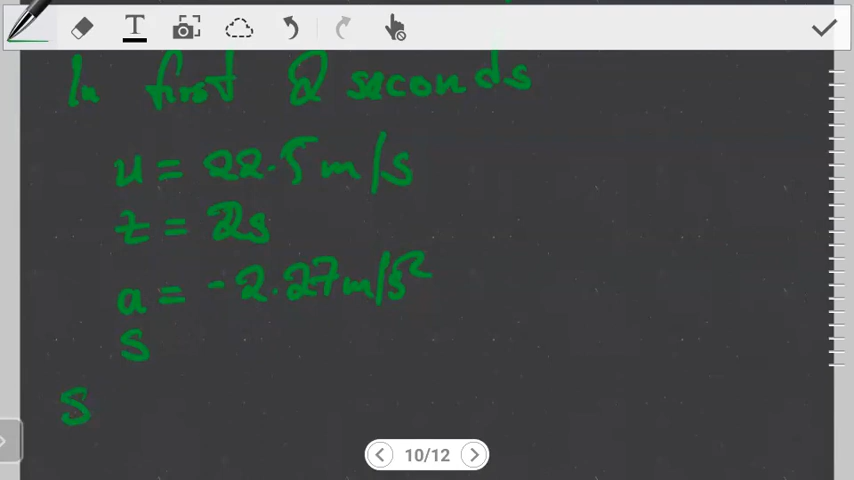 T
In first 2 seconds
u = 22.5 m/s
t = 2s
a = -2.27 m/s²
S
S
10/12